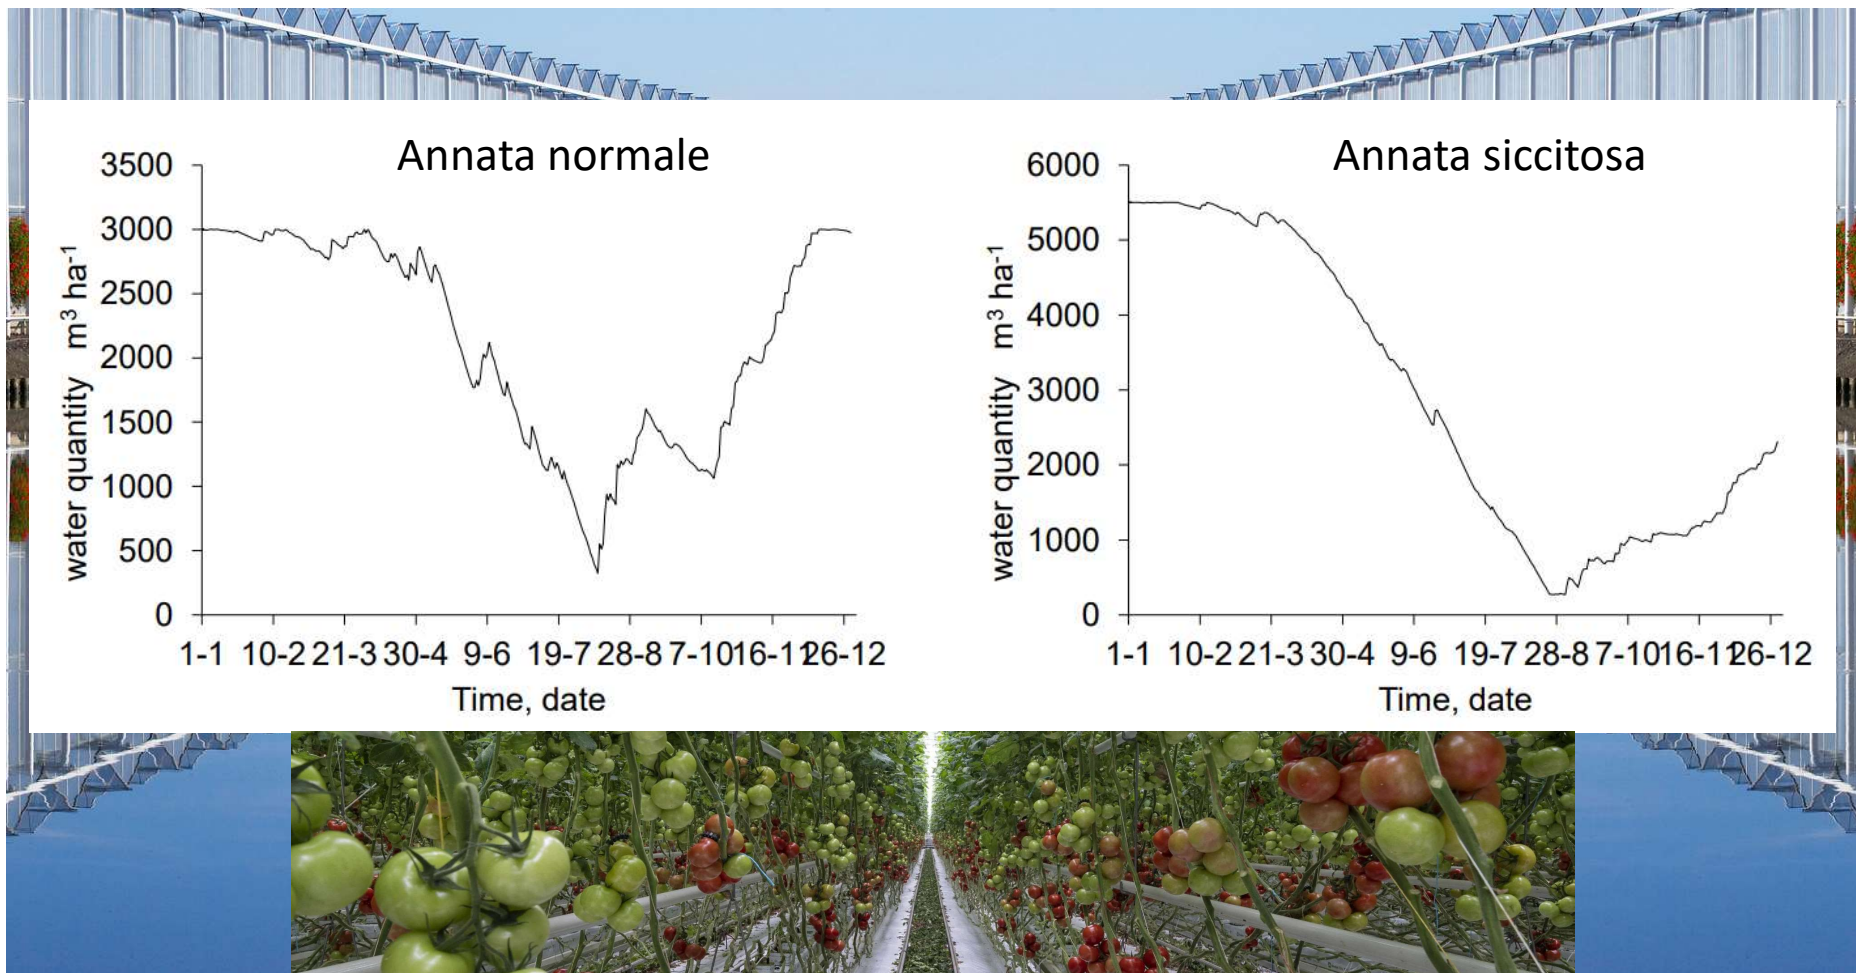 Annata normale
3500
3000
2500
2000
1500
1000
500
0
water quantity m³ ha⁻¹
1-1 10-2 21-3 30-4 9-6 19-7 28-8 7-10 16-11 26-12
Time, date
Annata siccitosa
6000
5000
4000
3000
2000
1000
0
water quantity m³ ha⁻¹
1-1 10-2 21-3 30-4 9-6 19-7 28-8 7-10 16-11 26-12
Time, date